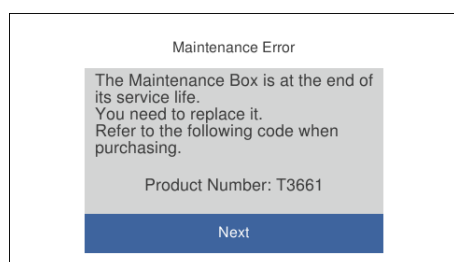 Maintenance Error
The Maintenance Box is at the end of
its service life.
You need to replace it.
Refer to the following code when
purchasing.
Product Number: T3661
Next